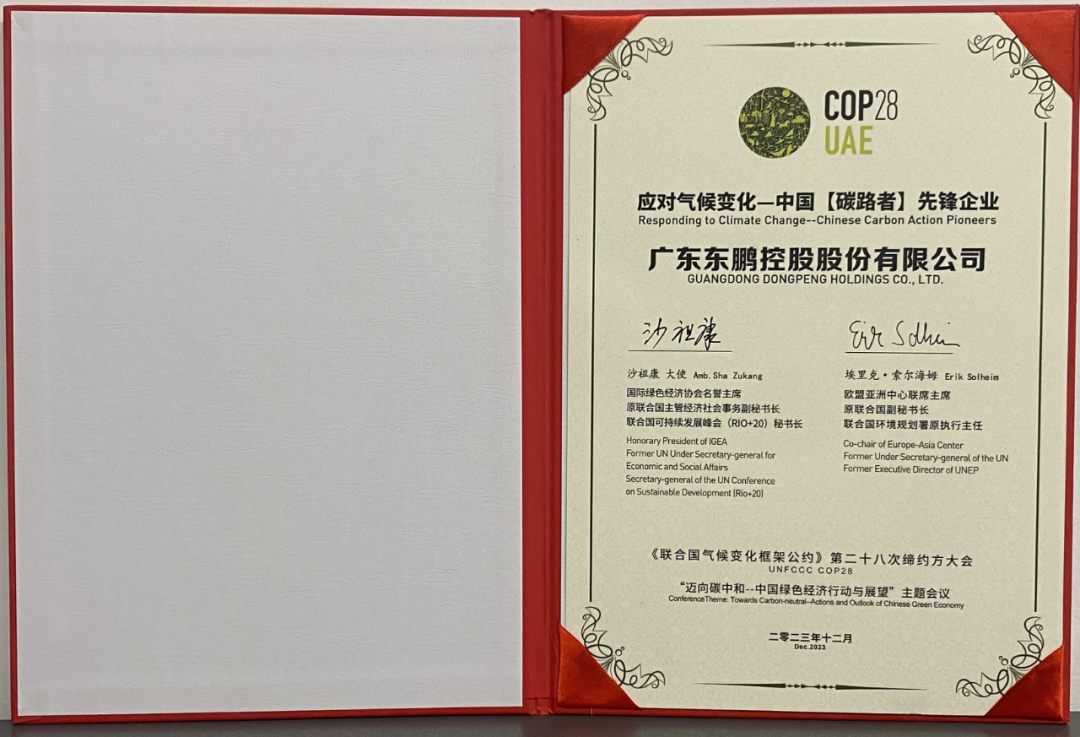 COP28
UAE
应对气候变化—中国【碳路者】先锋企业
Responding to Climate Change--Chinese Carbon Action Pioneers
广东东鹏控股股份有限公司
GUANGDONG DONGPENG HOLDINGS CO., LTD.
沙祖康
沙祖康 大使 Amb.Sha Zukang
国际绿色经济协会名誉主席
原联合国主管经济社会事务副秘书长
联合国可持续发展峰会（RIO+20）秘书长
Honorary President of IGEA
Former UN Under Secretary-general for
Economic and Social Affairs
Secretary-general of the UN Conference
on Sustainable Development (Rio+20)
Erik Solheim
埃里克·索尔海姆 Erik Solheim
欧盟亚洲中心联席主席
原联合国副秘书长
联合国环境规划署原执行主任
Co-chair of Europe-Asia Center
Former Under Secretary-general of the UN
Former Executive Director of UNEP
《联合国气候变化框架公约》第二十八次缔约方大会
UNFCCC COP28
“迈向碳中和--中国绿色经济行动与展望”主题会议
ConferenceTheme: Towards Carbon-neutral--Actions and Outlook of Chinese Green Economy
二零二三年十二月
Dec.2023